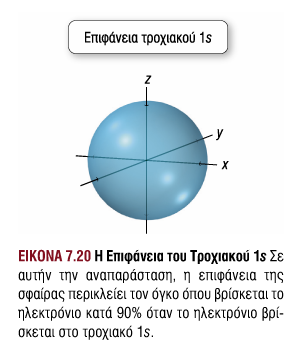 Επιφάνεια τροχιακού 1s
z
y
x
ΕΙΚΟΝΑ 7.20 Η Επιφάνεια του Τροχιακού 1s Σε
αυτήν την αναπαράσταση, η επιφάνεια της
σφαίρας περικλείει τον όγκο όπου βρίσκεται το
ηλεκτρόνιο κατά 90% όταν το ηλεκτρόνιο βρί-
σκεται στο τροχιακό 1s.